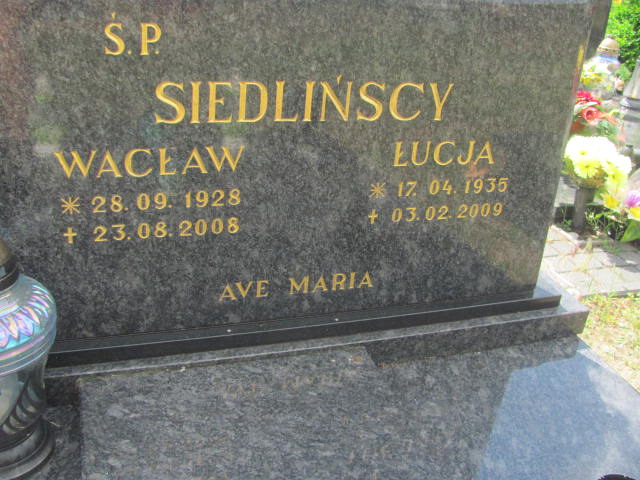 Ś.P.
SIEDLIŃSCY
WACŁAW
* 28.09.1928
✝ 23.08.2008
ŁUCJA
* 17.04.1935
✝ 03.02.2009
AVE MARIA